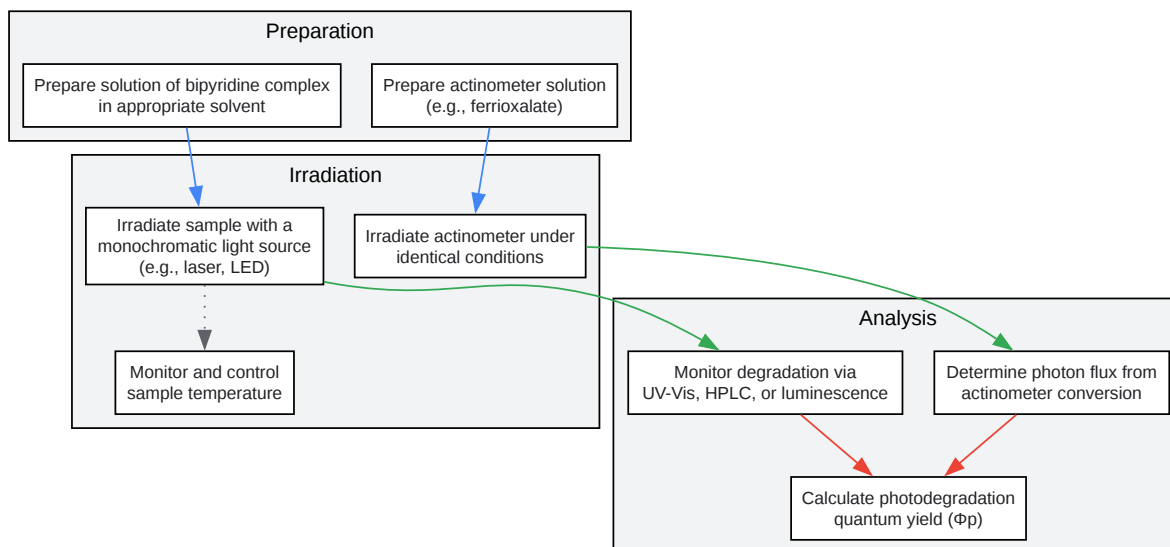 Preparation
Prepare solution of bipyridine complex
in appropriate solvent
Prepare actinometer solution
(e.g., ferrioxalate)
Irradiation
Irradiate sample with a
monochromatic light source
(e.g., laser, LED)
Irradiate actinometer under
identical conditions
Monitor and control
sample temperature
Analysis
Monitor degradation via
UV-Vis, HPLC, or luminescence
Determine photon flux from
actinometer conversion
Calculate photodegradation
quantum yield (Φp)